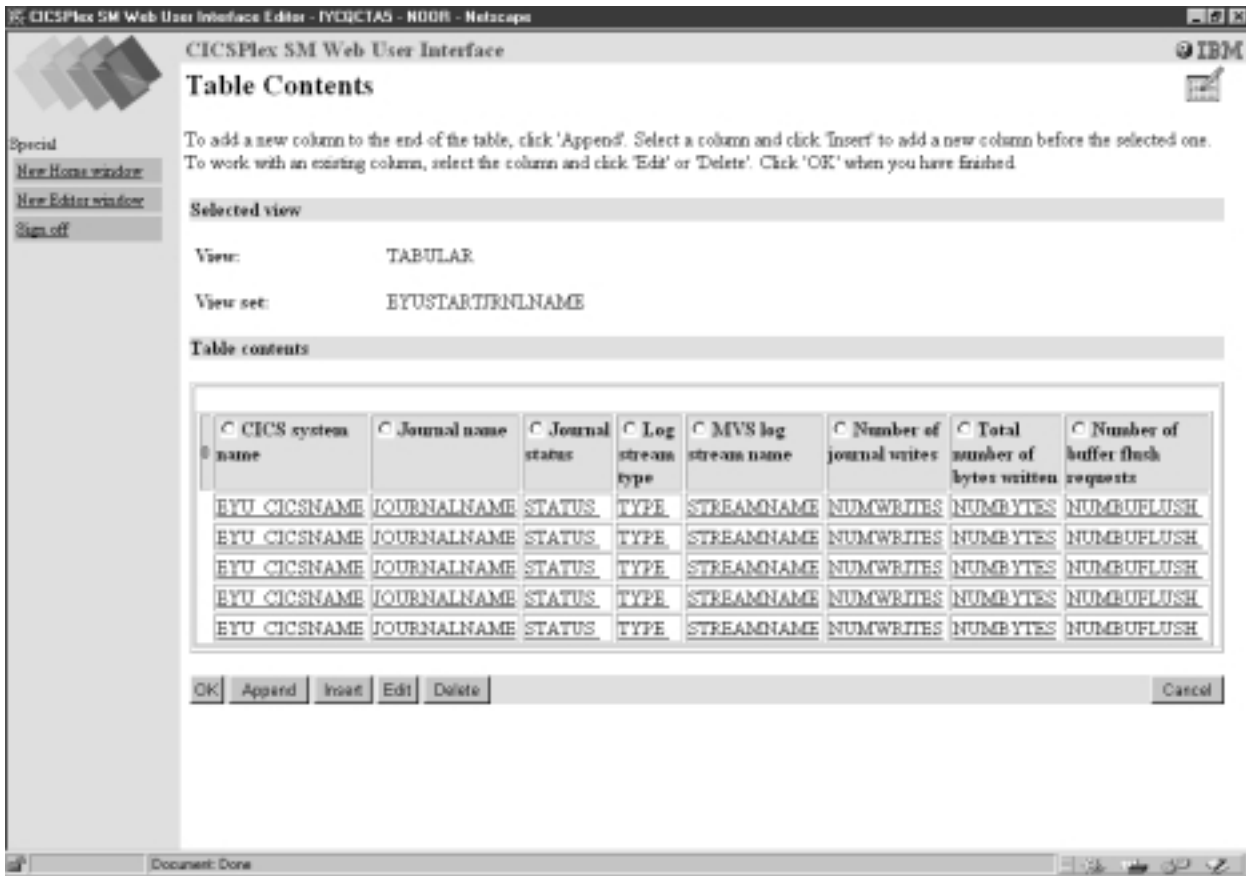 CICSPlex SM Web User Interface Editor - IYCQCTA5 - NOOR - Netscape
CICSPlex SM Web User Interface
IBM
Table Contents
To add a new column to the end of the table, click 'Append'. Select a column and click 'Insert' to add a new column before the selected one.
To work with an existing column, select the column and click 'Edit' or 'Delete'. Click 'OK' when you have finished
Special
New Home window
New Editor window
Sign off
Selected view
View: TABULAR
View set: EYUSTARTJRNLNAME
Table contents
CICS system name Journal name Journal status Log stream type MVS log stream name Number of journal writes Total number of bytes written Number of buffer flush requests
EYU_CICSNAME JOURNALNAME STATUS TYPE STREAMNAME NUMWRITES NUMBYTES NUMBUFLUSH
EYU_CICSNAME JOURNALNAME STATUS TYPE STREAMNAME NUMWRITES NUMBYTES NUMBUFLUSH
EYU_CICSNAME JOURNALNAME STATUS TYPE STREAMNAME NUMWRITES NUMBYTES NUMBUFLUSH
EYU_CICSNAME JOURNALNAME STATUS TYPE STREAMNAME NUMWRITES NUMBYTES NUMBUFLUSH
EYU_CICSNAME JOURNALNAME STATUS TYPE STREAMNAME NUMWRITES NUMBYTES NUMBUFLUSH
OK Append Insert Edit Delete Cancel
Document: Done